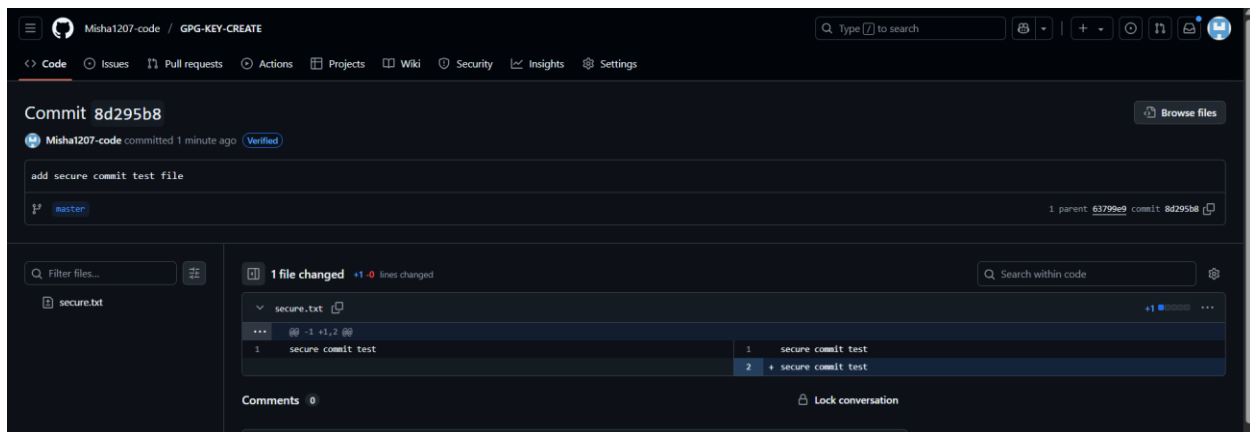 Misha1207-code / GPG-KEY-CREATE
Type / to search
Code Issues Pull requests Actions Projects Wiki Security Insights Settings
Commit 8d295b8
Browse files
Misha1207-code committed 1 minute ago Verified
add secure commit test file
master
1 parent 63799e9 commit 8d295b8
Filter files...
1 file changed +1 -0 lines changed
Search within code
secure.txt
secure.txt
+1
@@ -1 +1,2 @@
1 secure commit test
1 secure commit test
2 + secure commit test
Comments 0
Lock conversation